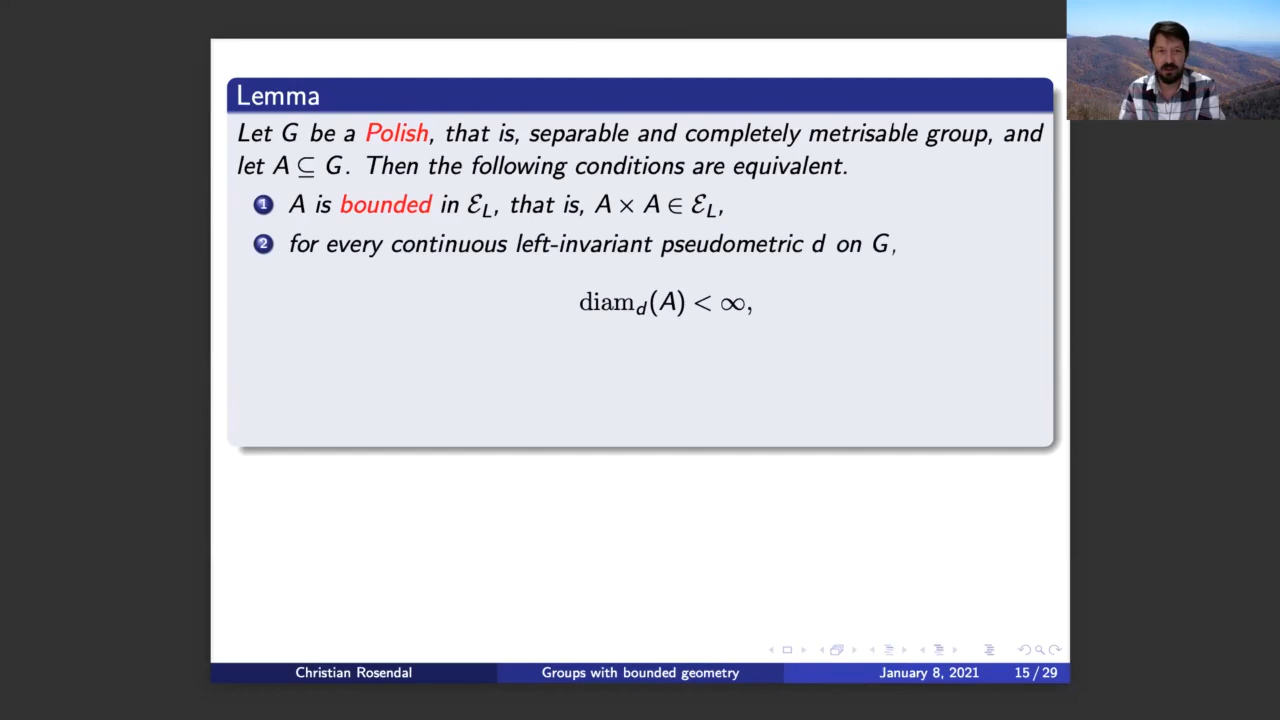 Lemma
Let G be a Polish, that is, separable and completely metrisable group, and
let A ⊆ G. Then the following conditions are equivalent.
1 A is bounded in ℰ_L, that is, A × A ∈ ℰ_L,
2 for every continuous left-invariant pseudometric d on G,
diam_d(A) < ∞,
Christian Rosendal Groups with bounded geometry January 8, 2021 15 / 29